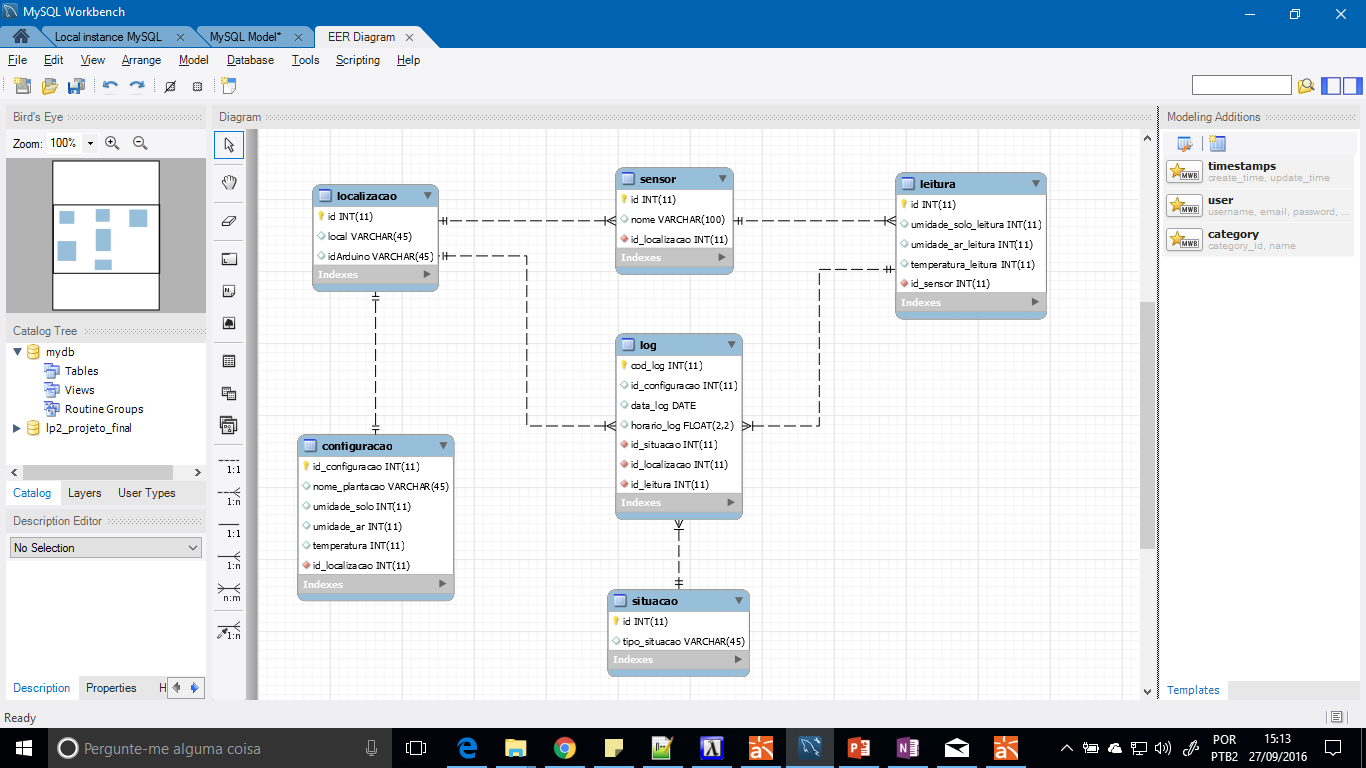 MySQL Workbench
Local instance MySQL
MySQL Model*
EER Diagram
File Edit View Arrange Model Database Tools Scripting Help
Bird's Eye
Zoom: 100%
Catalog Tree
mydb
Tables
Views
Routine Groups
lp2_projeto_final
Catalog Layers User Types
Description Editor
No Selection
Description Properties H
Ready
Diagram
1:1
1:n
1:1
1:n
n:m
1:n
localizacao
id INT(11)
local VARCHAR(45)
idArduino VARCHAR(45)
Indexes
sensor
id INT(11)
nome VARCHAR(100)
id_localizacao INT(11)
Indexes
leitura
id INT(11)
umidade_solo_leitura INT(11)
umidade_ar_leitura INT(11)
temperatura_leitura INT(11)
id_sensor INT(11)
Indexes
log
cod_log INT(11)
id_configuracao INT(11)
data_log DATE
horario_log FLOAT(2,2)
id_situacao INT(11)
id_localizacao INT(11)
id_leitura INT(11)
Indexes
configuracao
id_configuracao INT(11)
nome_plantacao VARCHAR(45)
umidade_solo INT(11)
umidade_ar INT(11)
temperatura INT(11)
id_localizacao INT(11)
Indexes
situacao
id INT(11)
tipo_situacao VARCHAR(45)
Indexes
Modeling Additions
MWB
timestamps
create_time, update_time
MWB
user
username, email, password, ...
MWB
category
category_id, name
Templates
Pergunte-me alguma coisa
POR
PTB2
15:13
27/09/2016